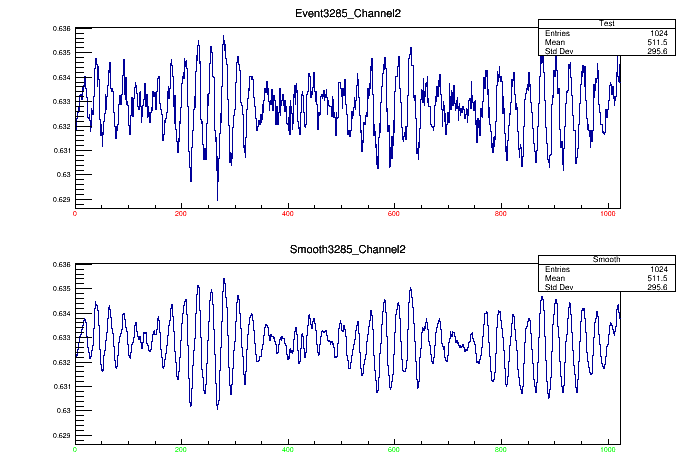 Event3285_Channel2
Test
Entries 1024
Mean 511.5
Std Dev 295.6
0.636
0.635
0.634
0.633
0.632
0.631
0.63
0.629
0 200 400 600 800 1000
Smooth3285_Channel2
Smooth
Entries 1024
Mean 511.5
Std Dev 295.6
0.636
0.635
0.634
0.633
0.632
0.631
0.63
0.629
0 200 400 600 800 1000